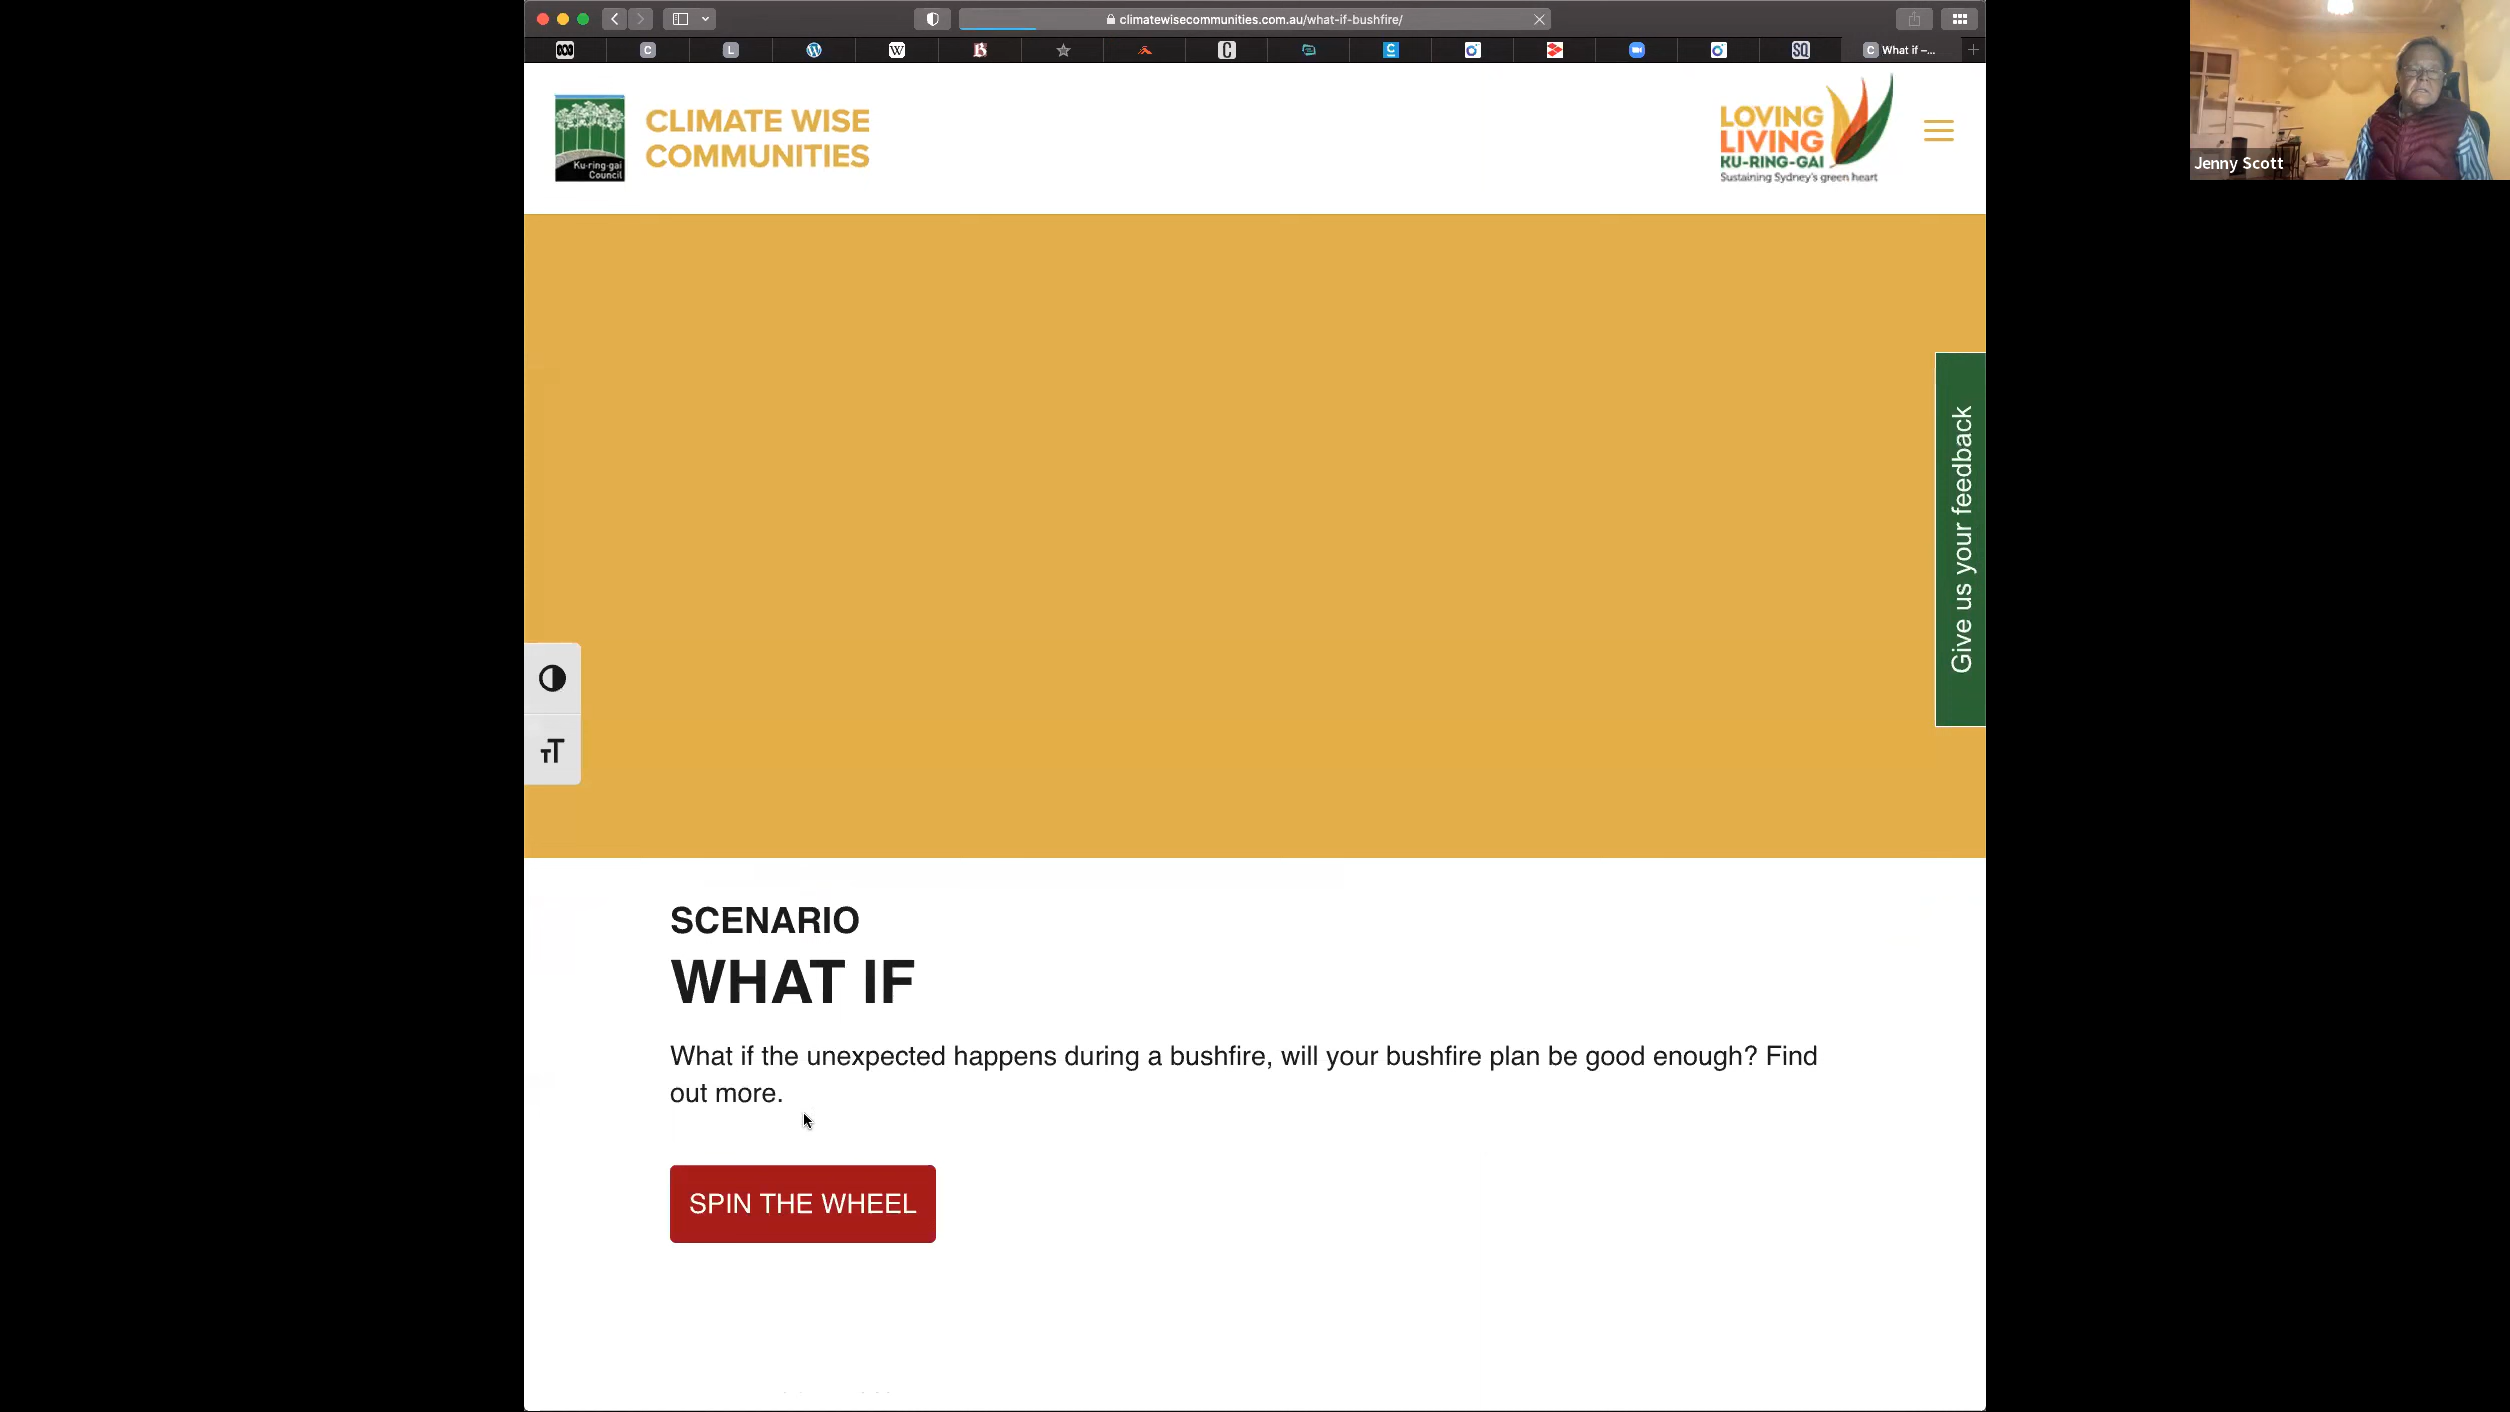 climatewisecommunities.com.au/what-if-bushfire/
C
L
W
C
C
SQ
C What if –...
Ku-ring-gai
Council
CLIMATE WISE
COMMUNITIES
LOVING
LIVING
KU-RING-GAI
Sustaining Sydney's green heart
Jenny Scott
Give us your feedback
SCENARIO
WHAT IF
What if the unexpected happens during a bushfire, will your bushfire plan be good enough? Find
out more.
SPIN THE WHEEL